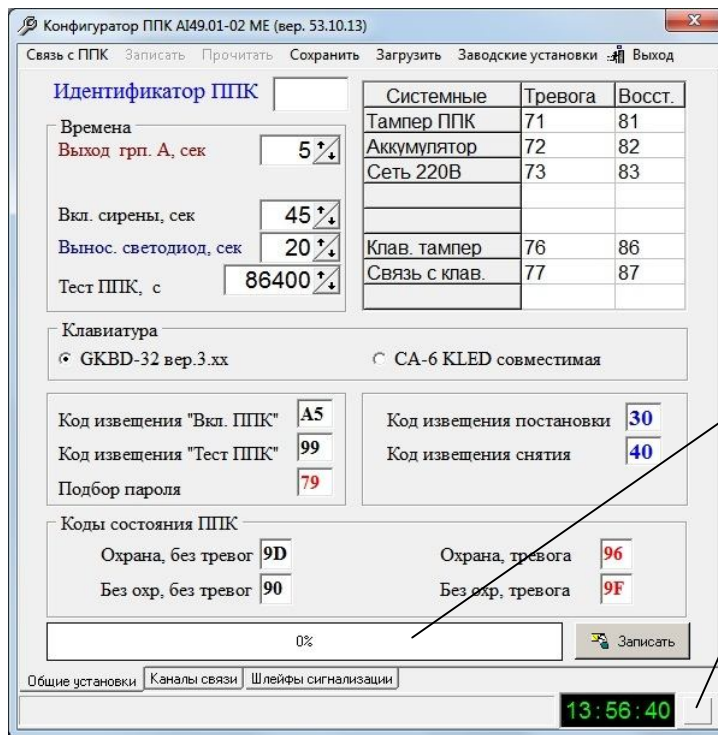 Конфигуратор ППК AI49.01-02 ME (вер. 53.10.13)
Связь с ППК Записать Прочитать Сохранить Загрузить Заводские установки Выход
Идентификатор ППК
Времена
Выход грп. А, сек 5
Вкл. сирены, сек 45
Вынос. светодиод, сек 20
Тест ППК, с 86400
Системные Тревога Восст.
Тампер ППК 71 81
Аккумулятор 72 82
Сеть 220В 73 83
Клав. тампер 76 86
Связь с клав. 77 87
Клавиатура
GKBD-32 вер.3.xx CA-6 KLED совместимая
Код извещения "Вкл. ППК" A5
Код извещения "Тест ППК" 99
Подбор пароля 79
Код извещения постановки 30
Код извещения снятия 40
Коды состояния ППК
Охрана, без тревог 9D Охрана, тревога 96
Без охр, без тревог 90 Без охр, тревога 9F
0% Записать
Общие установки Каналы связи Шлейфы сигнализации
13:56:40